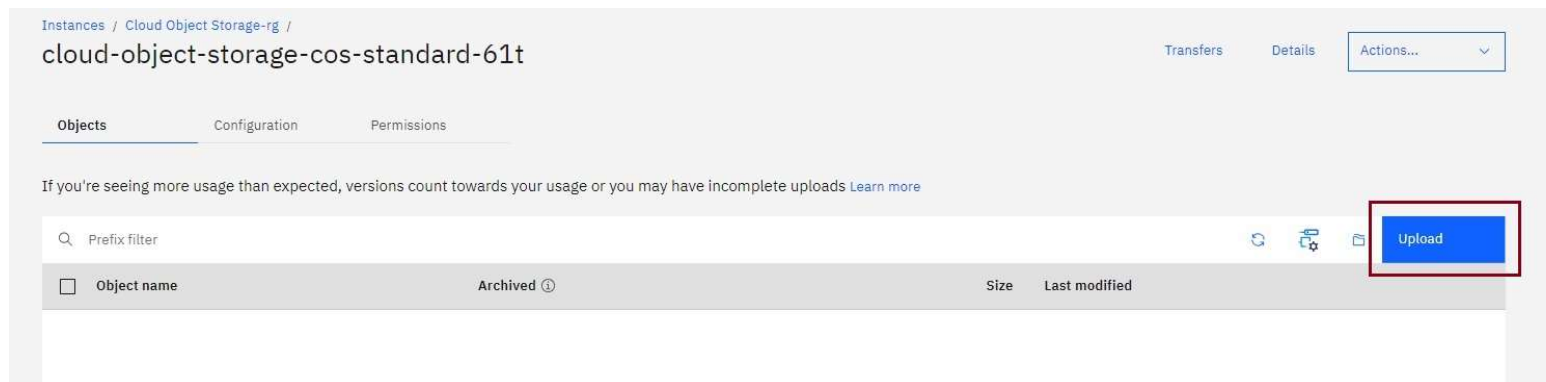 Instances / Cloud Object Storage-rg /
cloud-object-storage-cos-standard-61t
Transfers Details Actions...
Objects Configuration Permissions
If you're seeing more usage than expected, versions count towards your usage or you may have incomplete uploads Learn more
Prefix filter Upload
Object name Archived Size Last modified